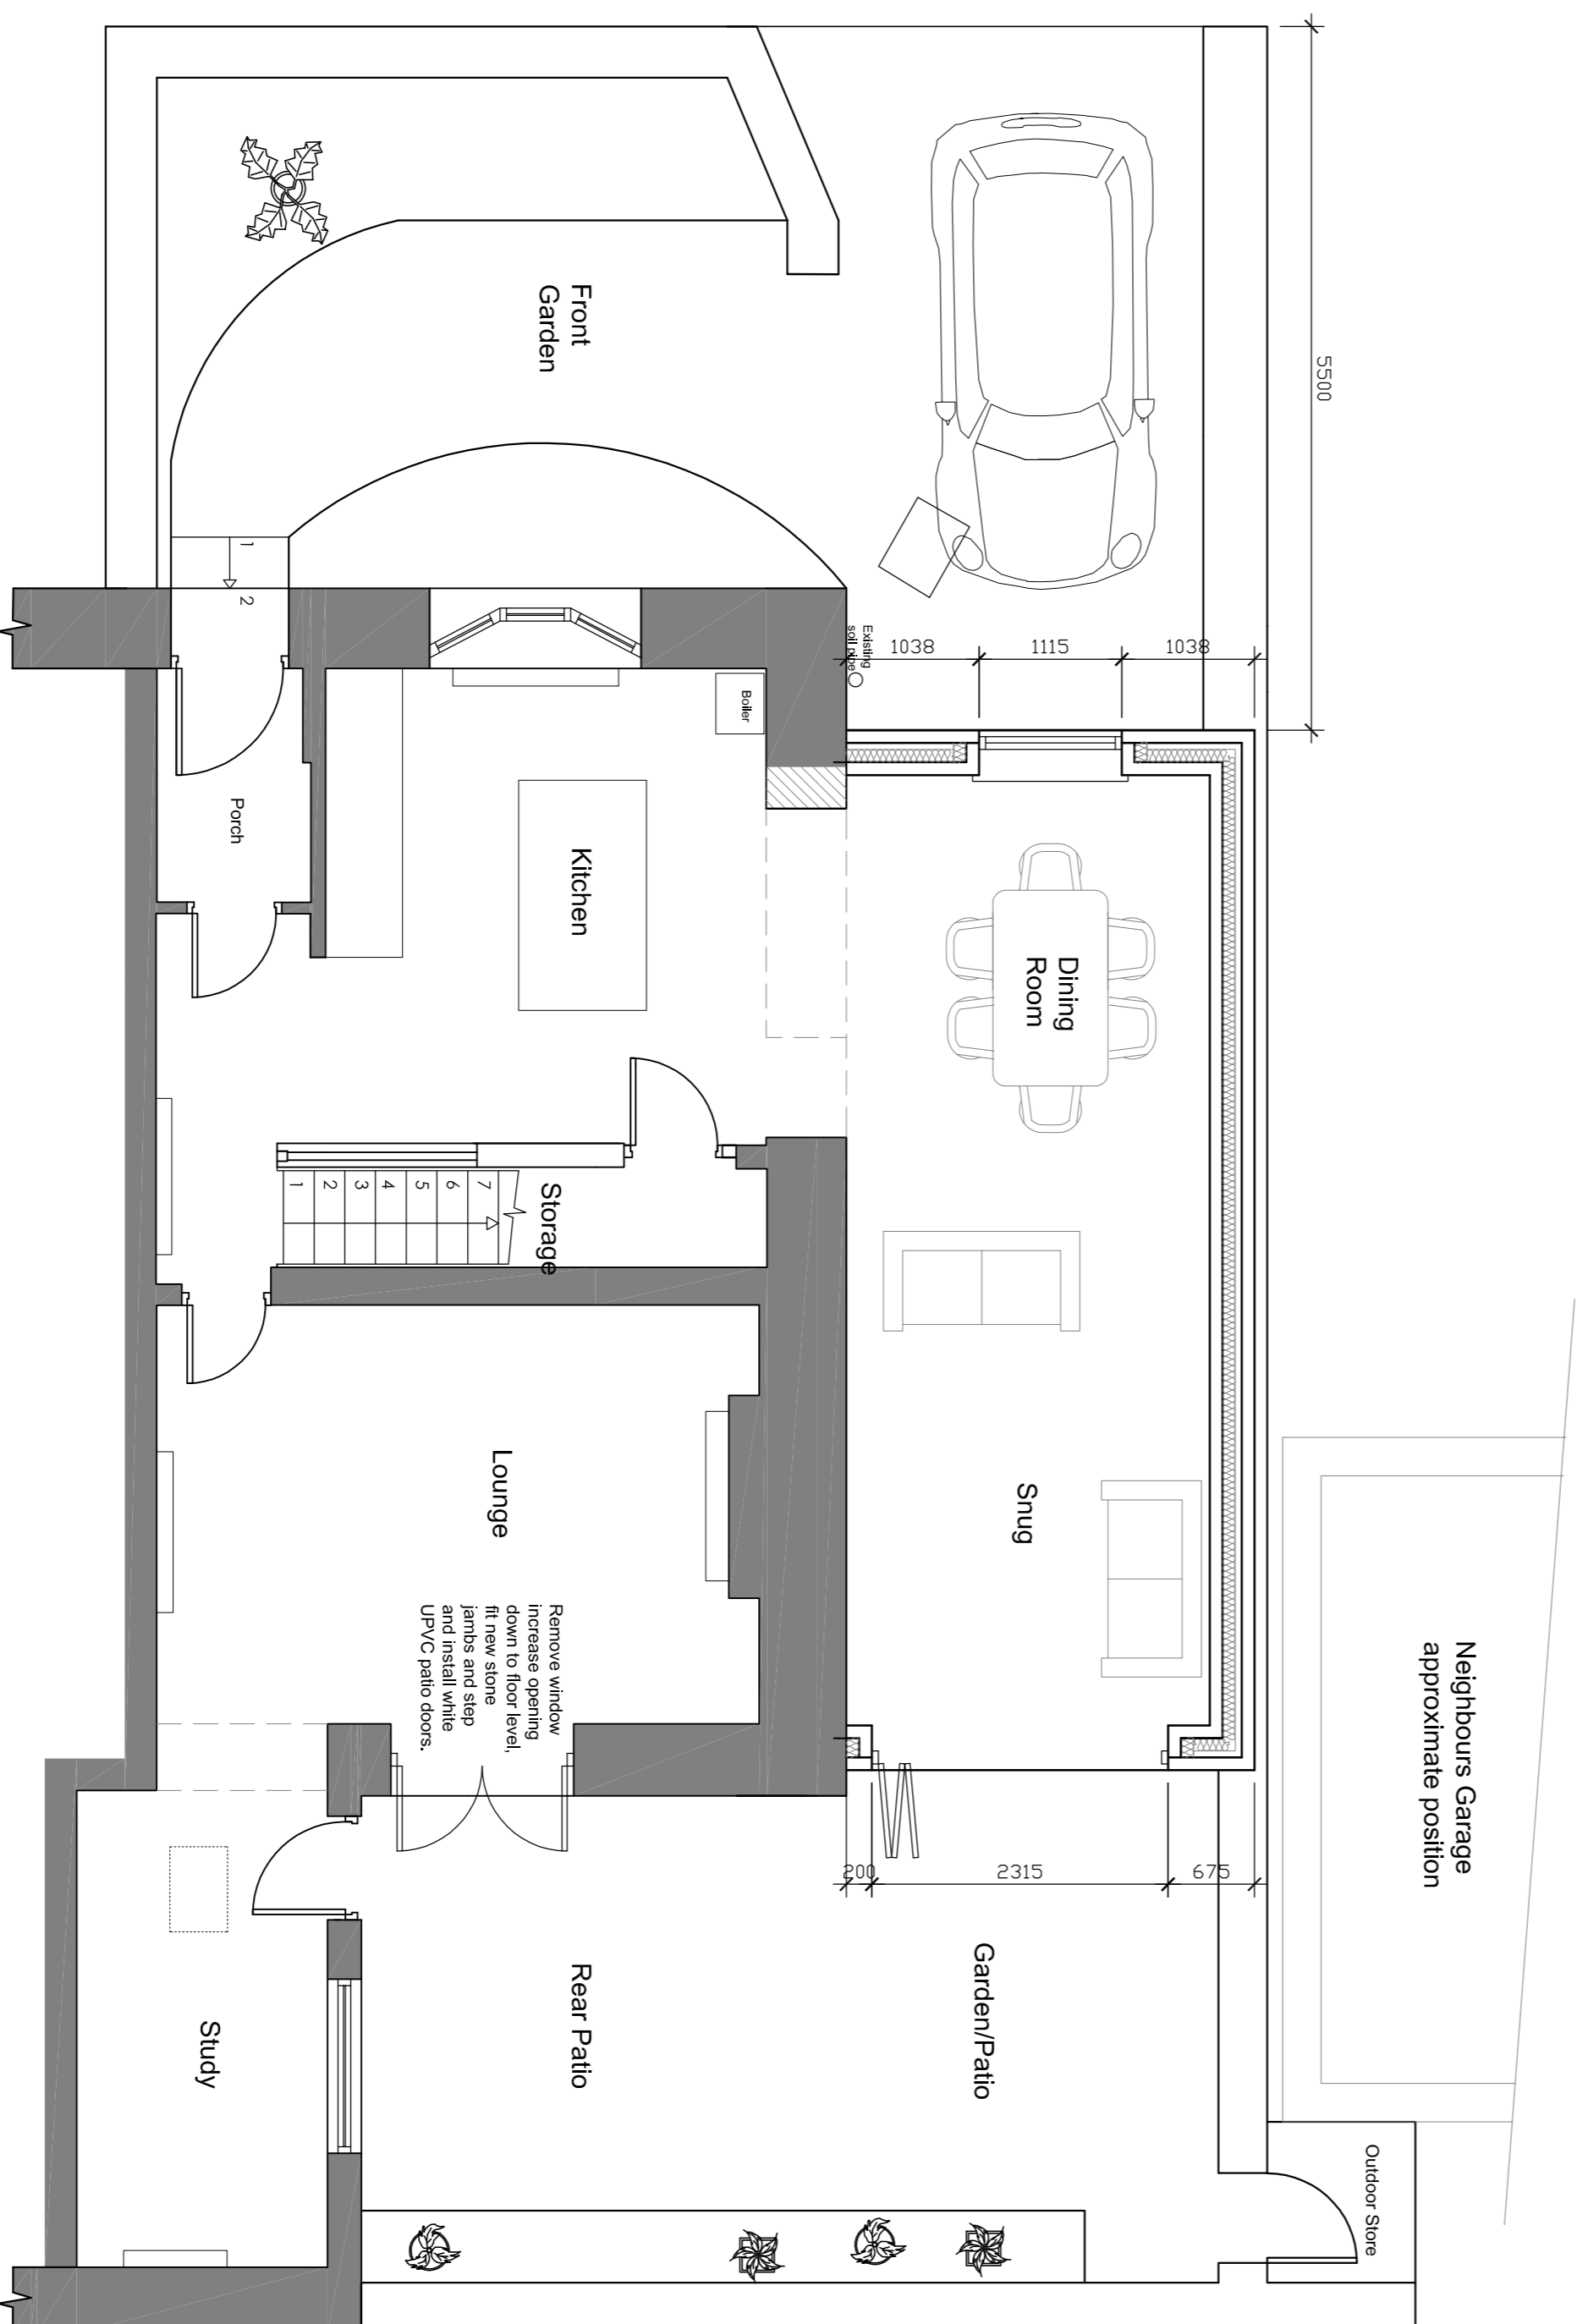 5500
Neighbours Garage
approximate position
Outdoor Store
1038
1115
1038
Existing
soil pipe
Dining
Room
Snug
200
2315
675
Garden/Patio
Front
Garden
Boiler
Kitchen
Storage
Lounge
Remove window
increase opening
down to floor level,
fit new stone
jambs and step
and install white
UPVC patio doors.
Rear Patio
1
2
Porch
1
2
3
4
5
6
7
Study